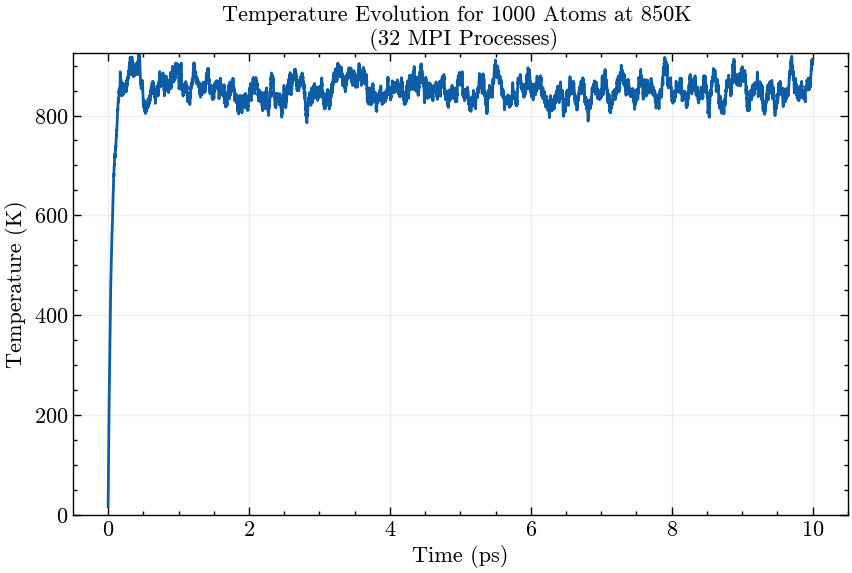 Temperature Evolution for 1000 Atoms at 850K
(32 MPI Processes)
Temperature (K)
800
600
400
200
0
0 2 4 6 8 10
Time (ps)